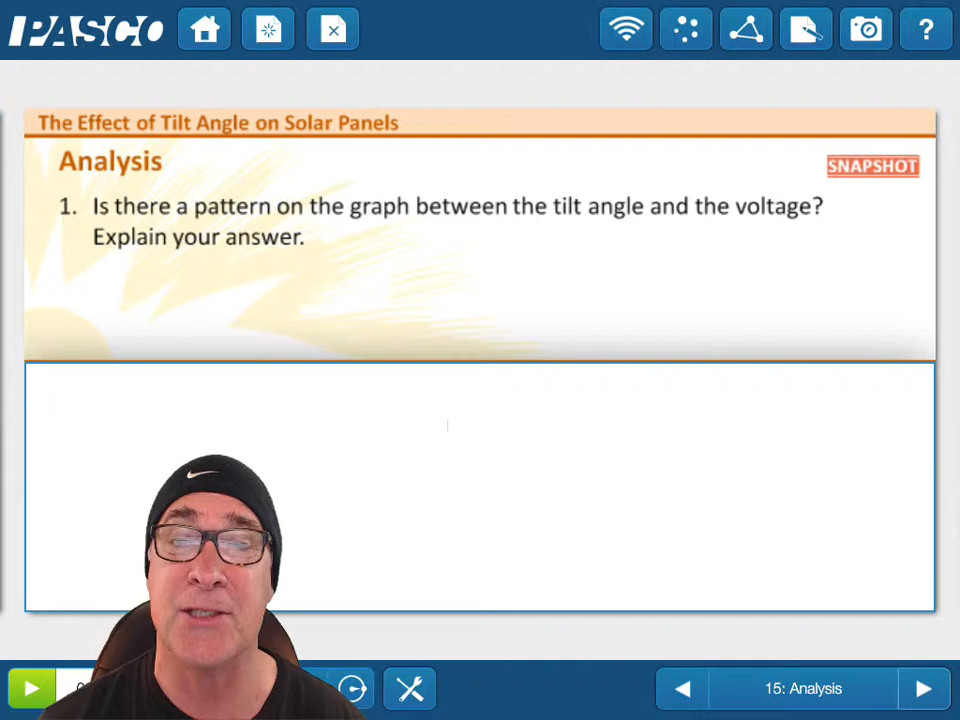 PASCO
?
The Effect of Tilt Angle on Solar Panels
Analysis
SNAPSHOT
1. Is there a pattern on the graph between the tilt angle and the voltage?
Explain your answer.
15: Analysis